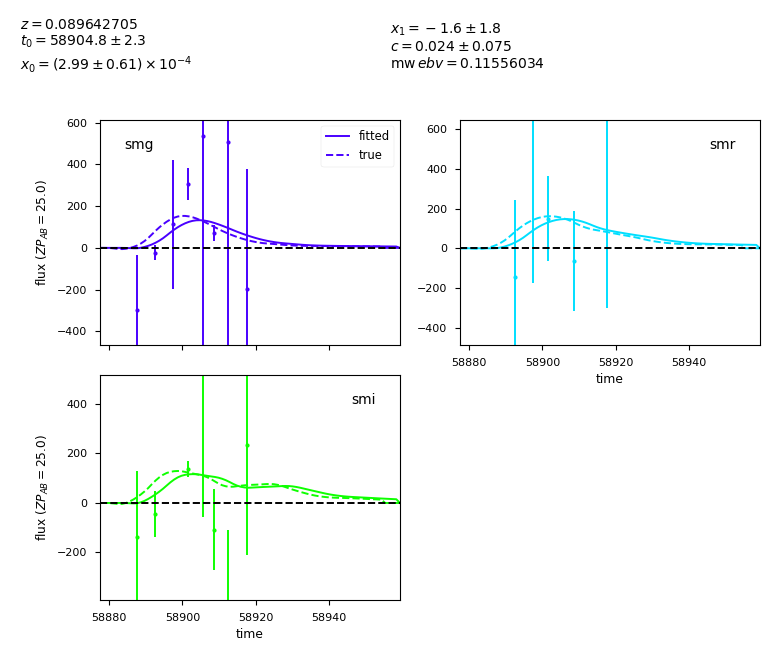 z = 0.089642705
t₀ = 58904.8 ± 2.3
x₀ = (2.99 ± 0.61) × 10⁻⁴
x₁ = −1.6 ± 1.8
c = 0.024 ± 0.075
mwebv = 0.11556034
smg
fitted
true
600
400
200
0
−200
−400
flux (ZP_AB = 25.0)
smr
600
400
200
0
−200
−400
58880 58900 58920 58940
time
smi
400
200
0
−200
flux (ZP_AB = 25.0)
58880 58900 58920 58940
time